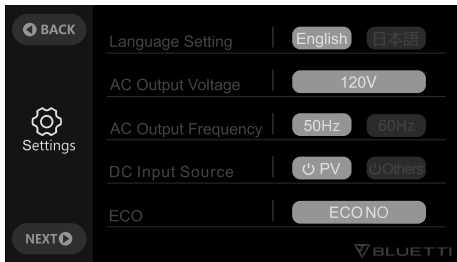 BACK
Language Setting English 日本語
AC Output Voltage 120V
Settings
AC Output Frequency 50Hz 60Hz
DC Input Source PV Others
ECO ECO NO
NEXT
BLUETTI